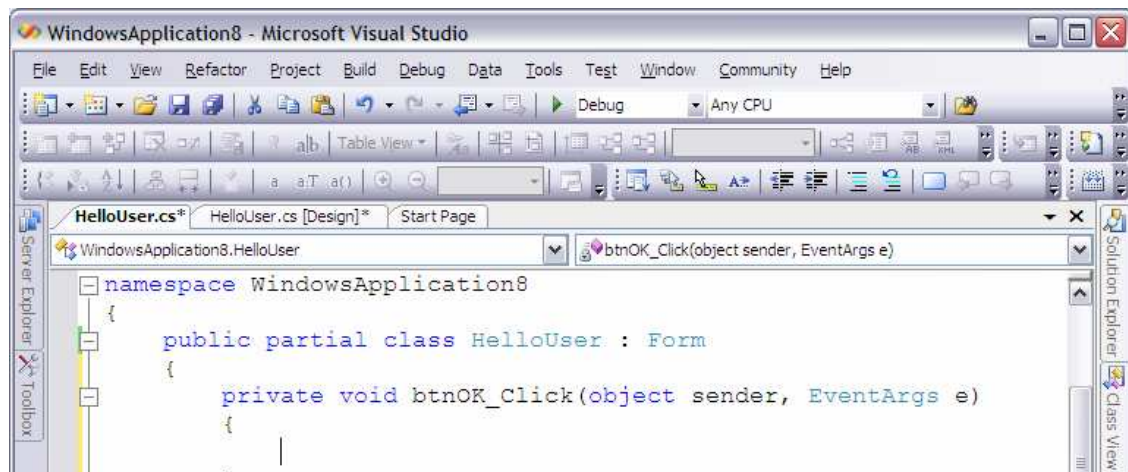 WindowsApplication8 - Microsoft Visual Studio
File Edit View Refactor Project Build Debug Data Tools Test Window Community Help
Debug Any CPU
ab| Table View
a a.T a()
HelloUser.cs* HelloUser.cs [Design]* Start Page
WindowsApplication8.HelloUser btnOK_Click(object sender, EventArgs e)
namespace WindowsApplication8
{
public partial class HelloUser : Form
{
private void btnOK_Click(object sender, EventArgs e)
{
Server Explorer
Toolbox
Solution Explorer
Class View